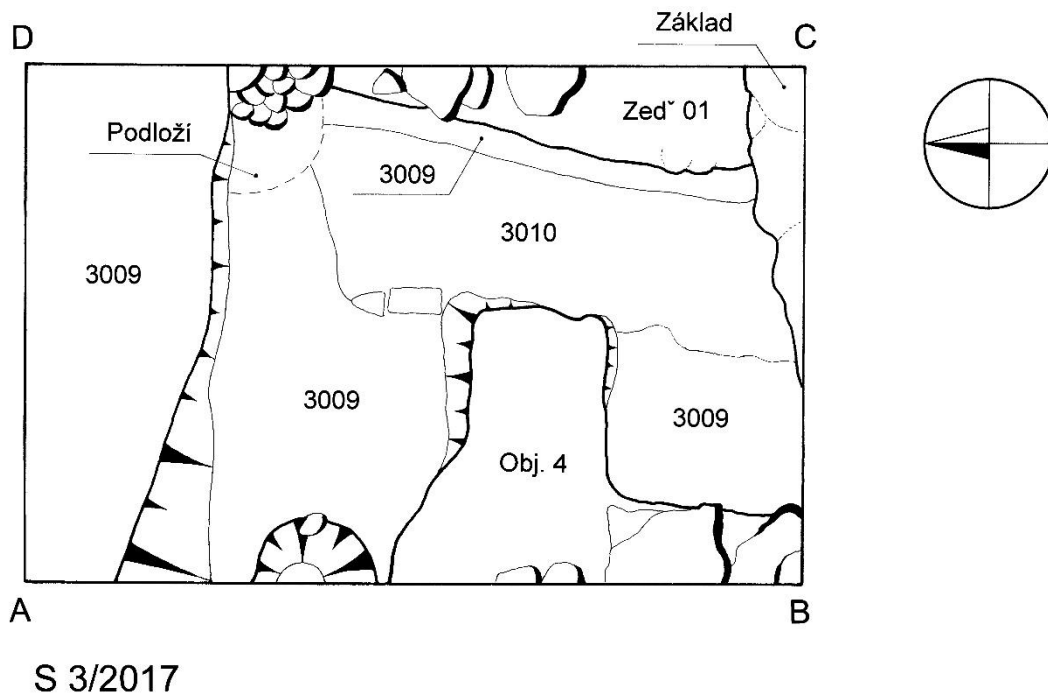 D
Základ
C
Podloží
Zeď 01
3009
3010
3009
3009
3009
Obj. 4
A
B
S 3/2017